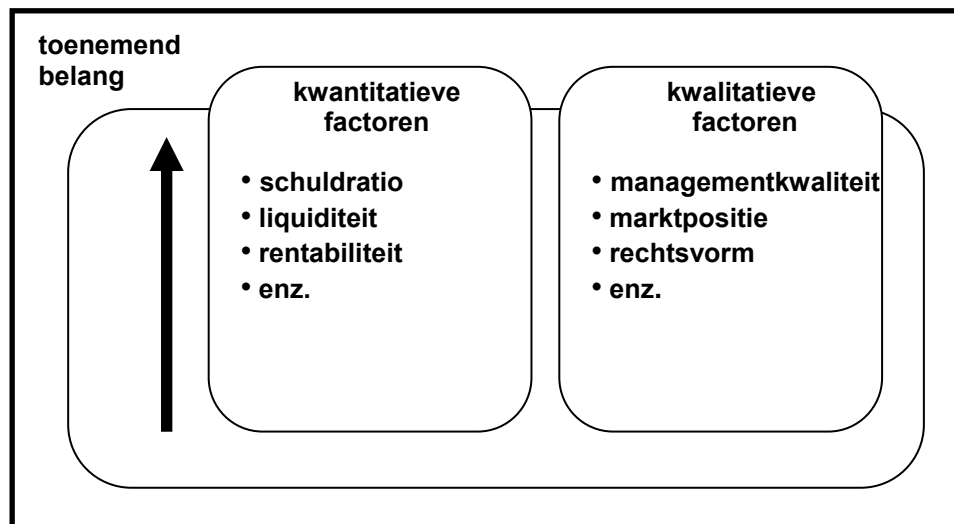 toenemend
belang
kwantitatieve
factoren
• schuldratio
• liquiditeit
• rentabiliteit
• enz.
kwalitatieve
factoren
• managementkwaliteit
• marktpositie
• rechtsvorm
• enz.